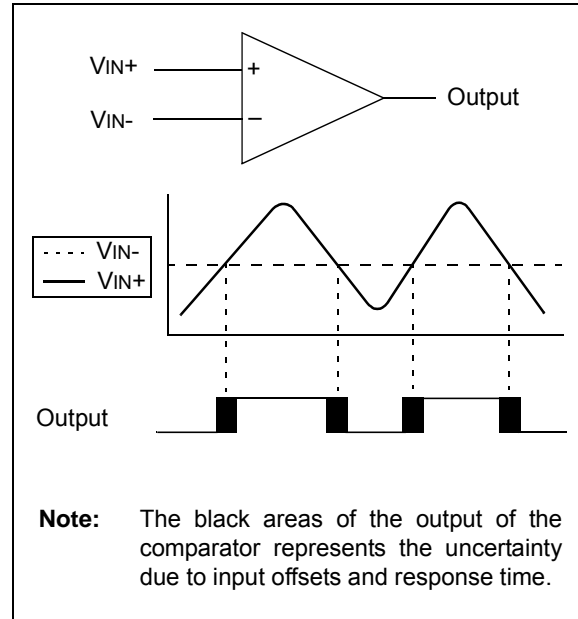 VIN+
+
Output
VIN-
–
VIN-
VIN+
Output
Note: The black areas of the output of the
comparator represents the uncertainty
due to input offsets and response time.